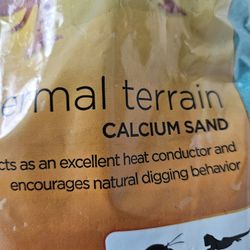 ermal terrain
CALCIUM SAND
cts as an excellent heat conductor and
encourages natural digging behavior